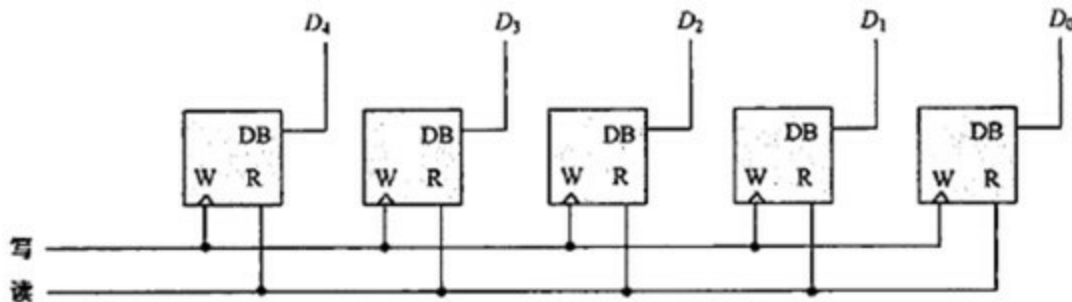 D₄ D₃ D₂ D₁ D₀
DB DB DB DB DB
W R W R W R W R W R
写
读